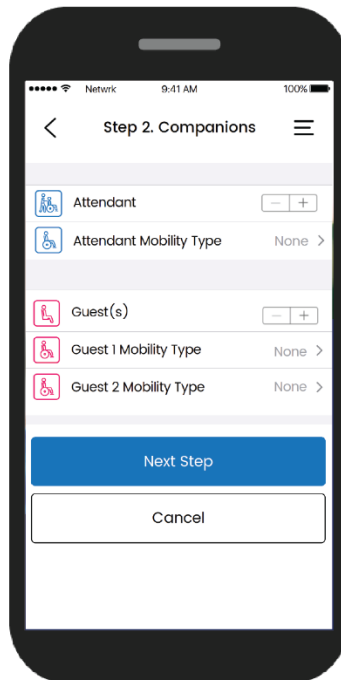 Netwrk 9:41 AM 100%
Step 2. Companions
Attendant − +
Attendant Mobility Type None >
Guest(s) − +
Guest 1 Mobility Type None >
Guest 2 Mobility Type None >
Next Step
Cancel